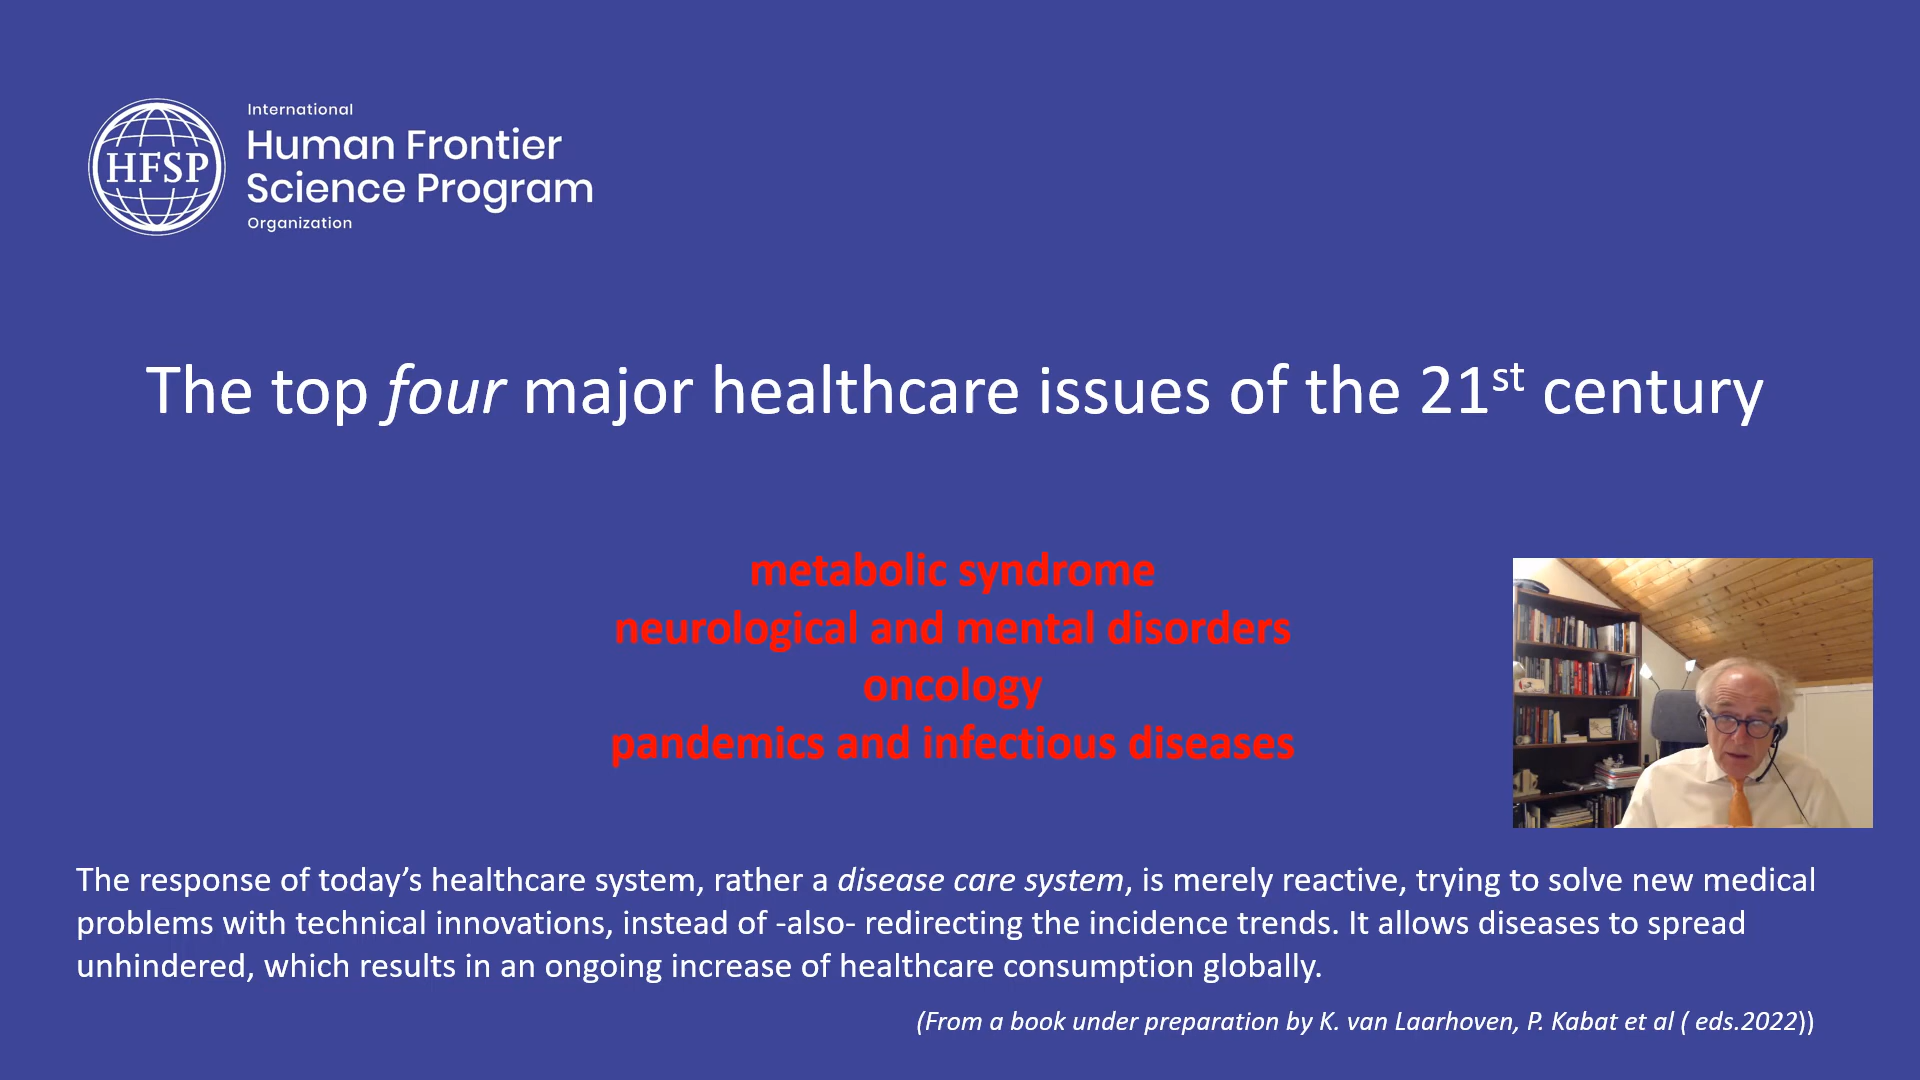 International
HFSP
Human Frontier
Science Program
Organization
The top four major healthcare issues of the 21st century
metabolic syndrome
neurological and mental disorders
oncology
pandemics and infectious diseases
The response of today’s healthcare system, rather a disease care system, is merely reactive, trying to solve new medical
problems with technical innovations, instead of -also- redirecting the incidence trends. It allows diseases to spread
unhindered, which results in an ongoing increase of healthcare consumption globally.
(From a book under preparation by K. van Laarhoven, P. Kabat et al ( eds.2022))